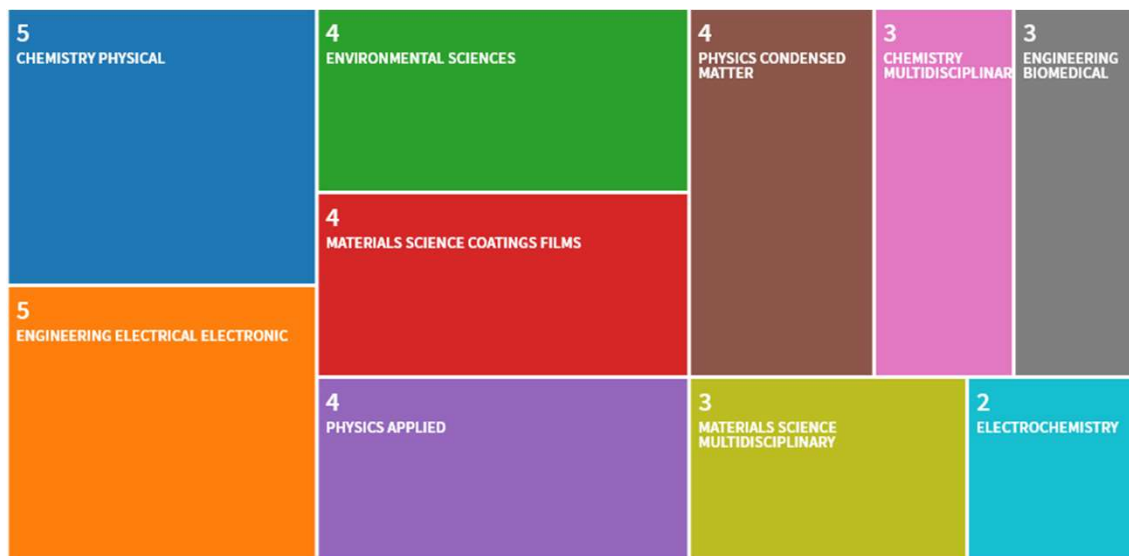 5
CHEMISTRY PHYSICAL
4
ENVIRONMENTAL SCIENCES
4
PHYSICS CONDENSED
MATTER
3
CHEMISTRY
MULTIDISCIPLINAR
3
ENGINEERING
BIOMEDICAL
4
MATERIALS SCIENCE COATINGS FILMS
5
ENGINEERING ELECTRICAL ELECTRONIC
4
PHYSICS APPLIED
3
MATERIALS SCIENCE
MULTIDISCIPLINARY
2
ELECTROCHEMISTRY